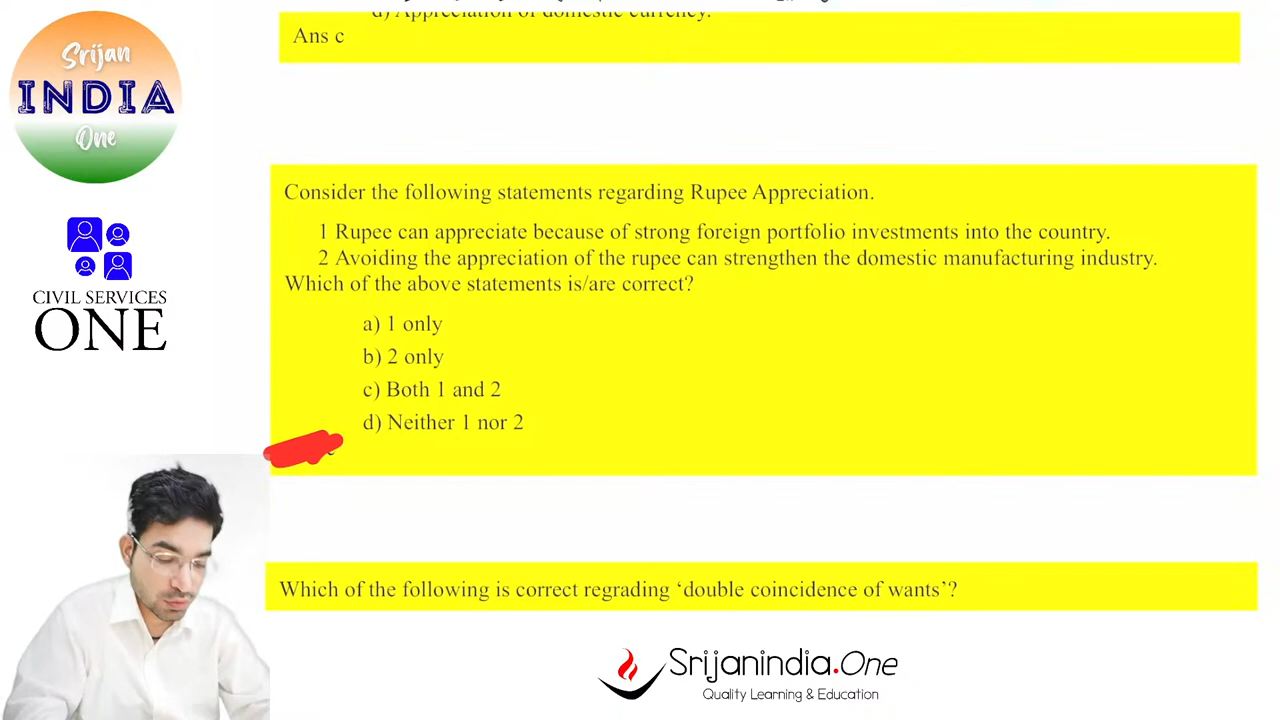 d) Appreciation of domestic currency.
Ans c
Srijan
INDIA
One
Consider the following statements regarding Rupee Appreciation.
1 Rupee can appreciate because of strong foreign portfolio investments into the country.
2 Avoiding the appreciation of the rupee can strengthen the domestic manufacturing industry.
Which of the above statements is/are correct?
a) 1 only
b) 2 only
c) Both 1 and 2
d) Neither 1 nor 2
CIVIL SERVICES
ONE
Which of the following is correct regrading ‘double coincidence of wants’?
Srijanindia.One
Quality Learning & Education